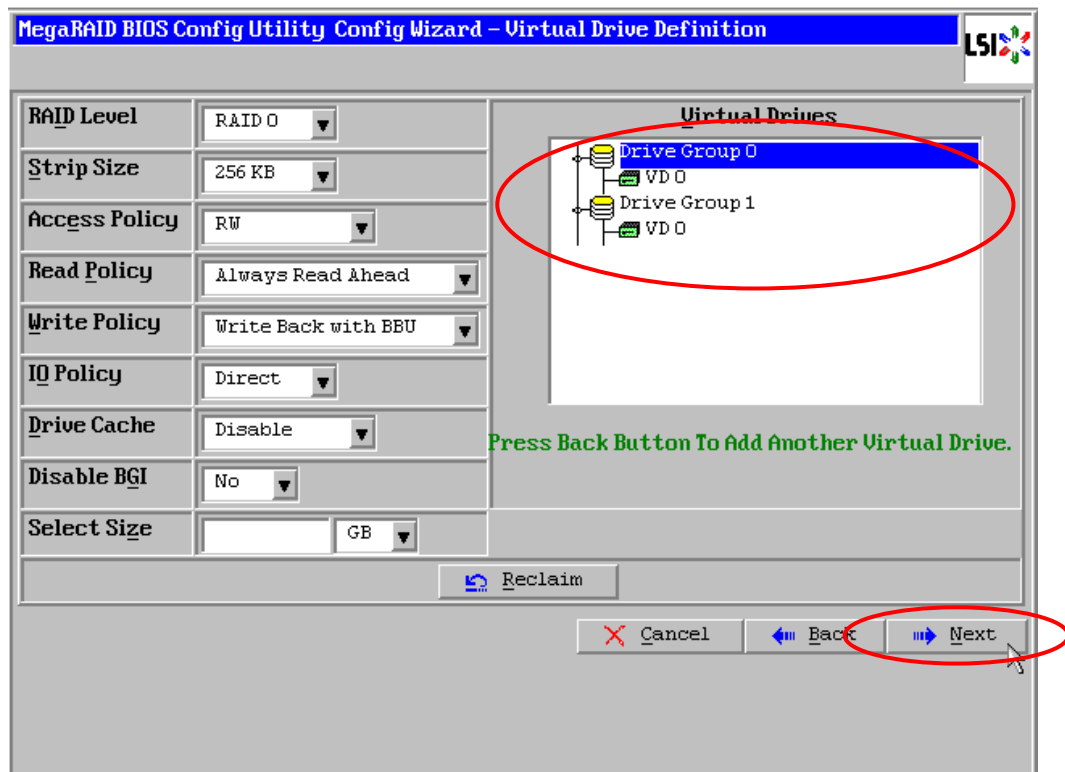 MegaRAID BIOS Config Utility Config Wizard – Virtual Drive Definition
LSI
RAID Level
RAID 0
Strip Size
256 KB
Access Policy
RW
Read Policy
Always Read Ahead
Write Policy
Write Back with BBU
IO Policy
Direct
Drive Cache
Disable
Disable BGI
No
Select Size
GB
Virtual Drives
Drive Group 0
VD 0
Drive Group 1
VD 0
Press Back Button To Add Another Virtual Drive.
Reclaim
Cancel
Back
Next